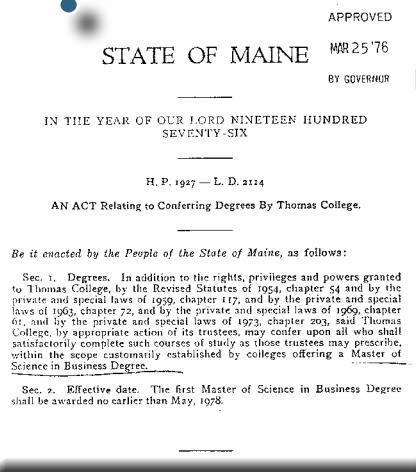 APPROVED
STATE OF MAINE
MAR 25 '76
BY GOVERNOR
IN THE YEAR OF OUR LORD NINETEEN HUNDRED
SEVENTY-SIX
H. P. 1927 — L. D. 2114
AN ACT Relating to Conferring Degrees By Thomas College.
Be it enacted by the People of the State of Maine, as follows:
Sec. 1. Degrees. In addition to the rights, privileges and powers granted
to Thomas College, by the Revised Statutes of 1954, chapter 54 and by the
private and special laws of 1959, chapter 117, and by the private and special
laws of 1963, chapter 72, and by the private and special laws of 1969, chapter
61, and by the private and special laws of 1973, chapter 203, said Thomas
College, by appropriate action of its trustees, may confer upon all who shall
satisfactorily complete such courses of study as those trustees may prescribe,
within the scope customarily established by colleges offering a Master of
Science in Business Degree.
Sec. 2. Effective date. The first Master of Science in Business Degree
shall be awarded no earlier than May, 1978.